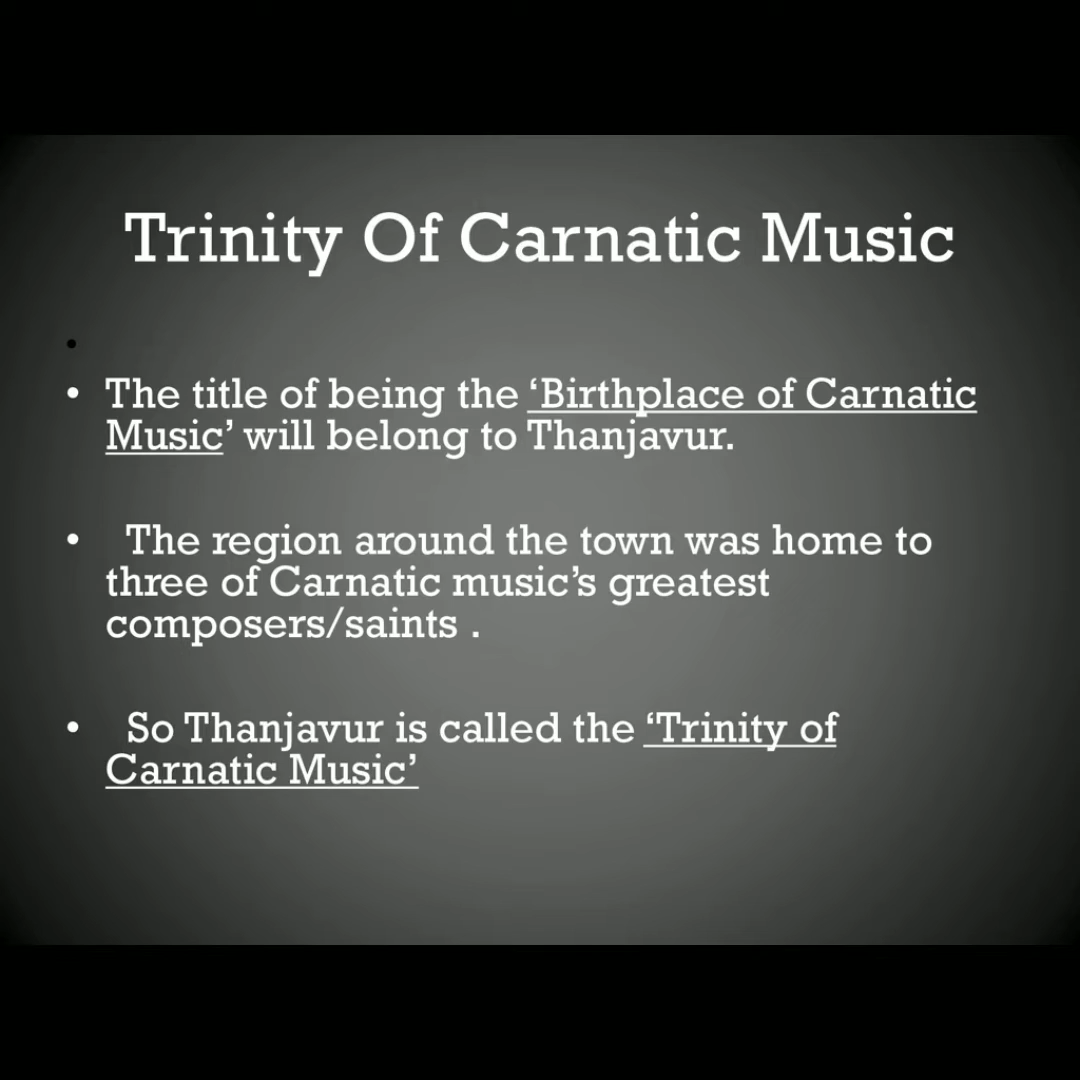 Trinity Of Carnatic Music
•
• The title of being the ‘Birthplace of Carnatic
Music’ will belong to Thanjavur.
• The region around the town was home to
three of Carnatic music’s greatest
composers/saints .
• So Thanjavur is called the ‘Trinity of
Carnatic Music’